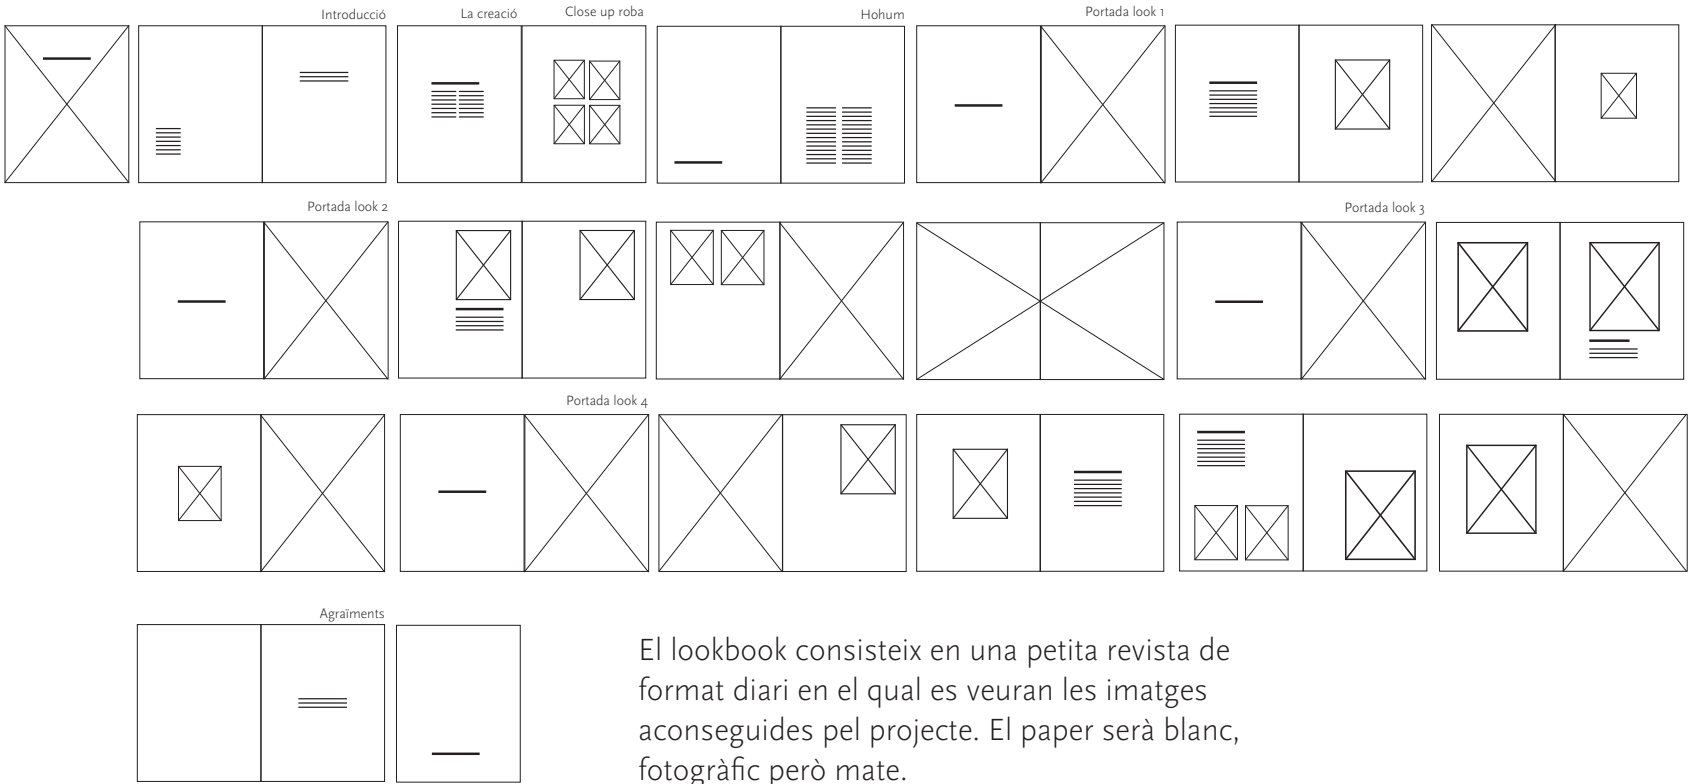 Introducció
La creació
Close up roba
Hohum
Portada look 1
Portada look 2
Portada look 3
Portada look 4
Agraïments
El lookbook consisteix en una petita revista de
format diari en el qual es veuran les imatges
aconseguides pel projecte. El paper serà blanc,
fotogràfic però mate.